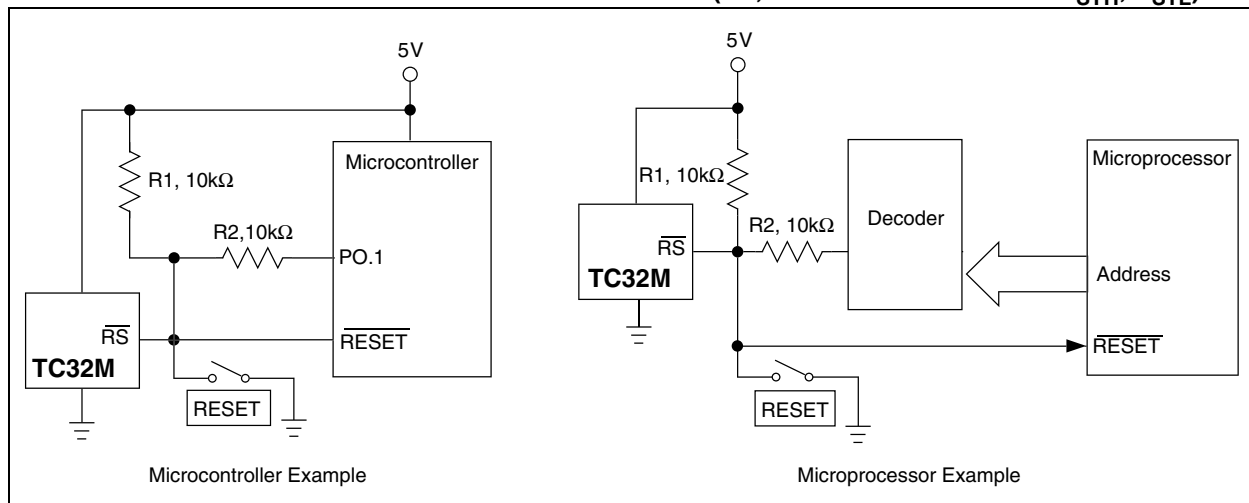 5V
Microcontroller
R1, 10kΩ
R2,10kΩ
PO.1
RS
TC32M
RESET
RESET
Microcontroller Example
5V
Microprocessor
R1, 10kΩ
Decoder
R2, 10kΩ
RS
TC32M
Address
RESET
RESET
Microprocessor Example